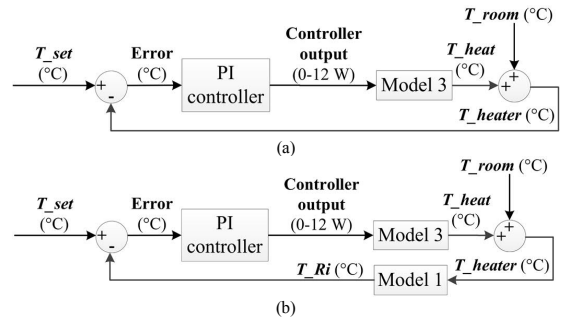 T_room (°C)
T_set
(°C)
Error
(°C)
PI
controller
Controller
output
(0-12 W)
Model 3
T_heat
(°C)
+
-
+
+
T_heater (°C)
(a)
T_room (°C)
T_set
(°C)
Error
(°C)
PI
controller
Controller
output
(0-12 W)
Model 3
T_heat
(°C)
+
-
+
+
T_Ri (°C)
Model 1
T_heater (°C)
(b)